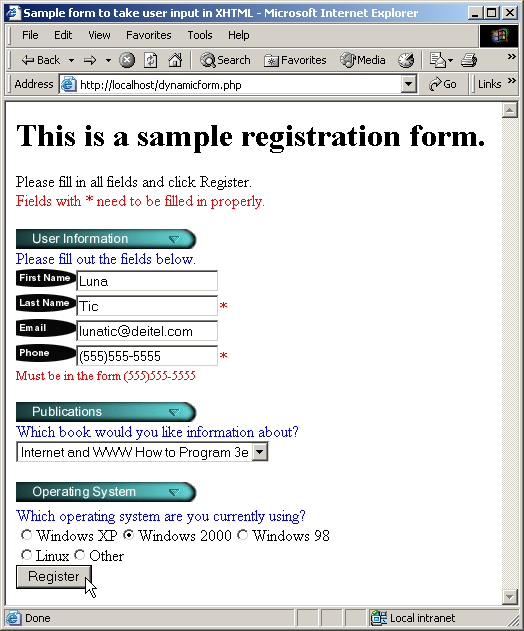 Sample form to take user input in XHTML - Microsoft Internet Explorer
File Edit View Favorites Tools Help
Back Search Favorites Media »
Address http://localhost/dynamicform.php Go Links »
This is a sample registration form.
Please fill in all fields and click Register.
Fields with * need to be filled in properly.
User Information
Please fill out the fields below.
First Name Luna
Last Name Tic *
Email lunatic@deitel.com
Phone (555)555-5555 *
Must be in the form (555)555-5555
Publications
Which book would you like information about?
Internet and WWW How to Program 3e
Operating System
Which operating system are you currently using?
Windows XP Windows 2000 Windows 98
Linux Other
Register
Done Local intranet